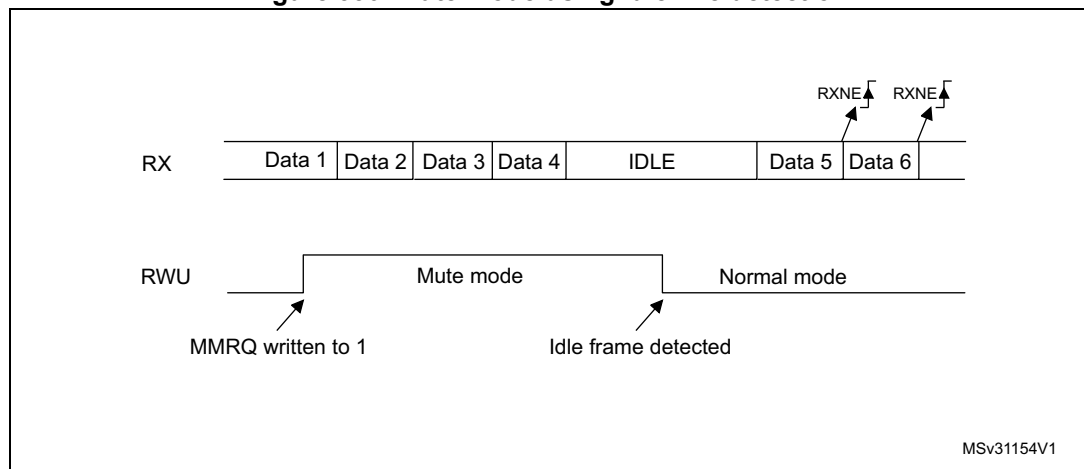 RXNE RXNE
RX Data 1 Data 2 Data 3 Data 4 IDLE Data 5 Data 6
RWU Mute mode Normal mode
MMRQ written to 1 Idle frame detected
MSv31154V1